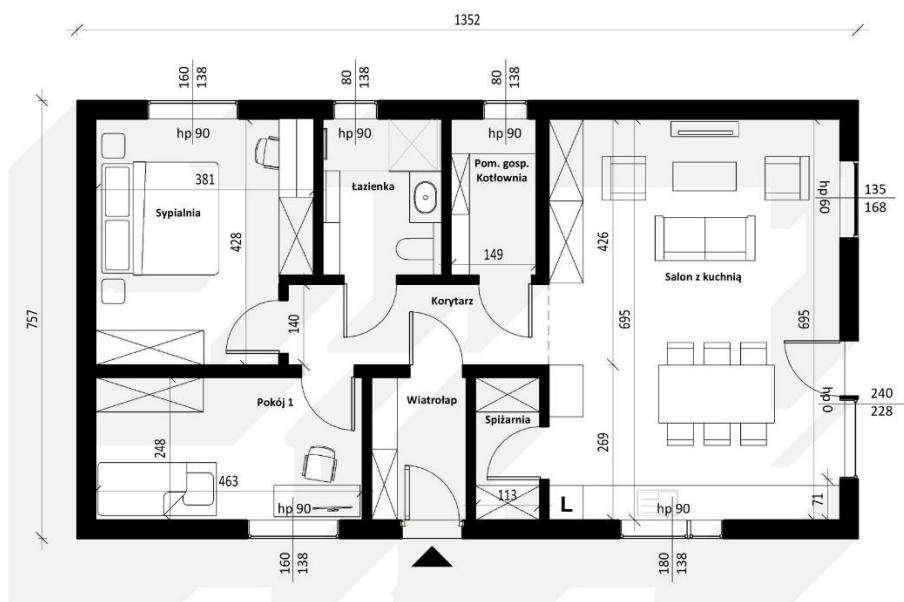 1352
160
138
80
138
80
138
hp 90
hp 90
hp 90
Pom. gosp.
Kotłownia
Łazienka
381
Sypialnia
hp 60
135
168
428
149
426
Salon z kuchnią
757
140
Korytarz
695
695
Pokój 1
Wiatrołap
Spiżarnia
hp 0
240
228
248
463
269
113
L
71
hp 90
hp 90
160
138
180
138